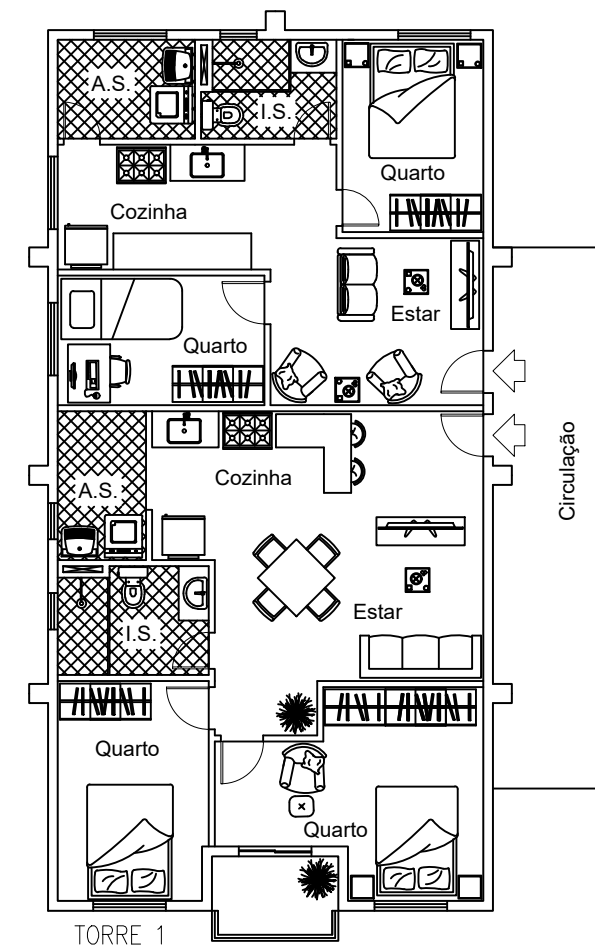 A.S.
I.S.
Quarto
Cozinha
Estar
Quarto
Circulação
Cozinha
A.S.
Estar
I.S.
Quarto
Quarto
TORRE 1